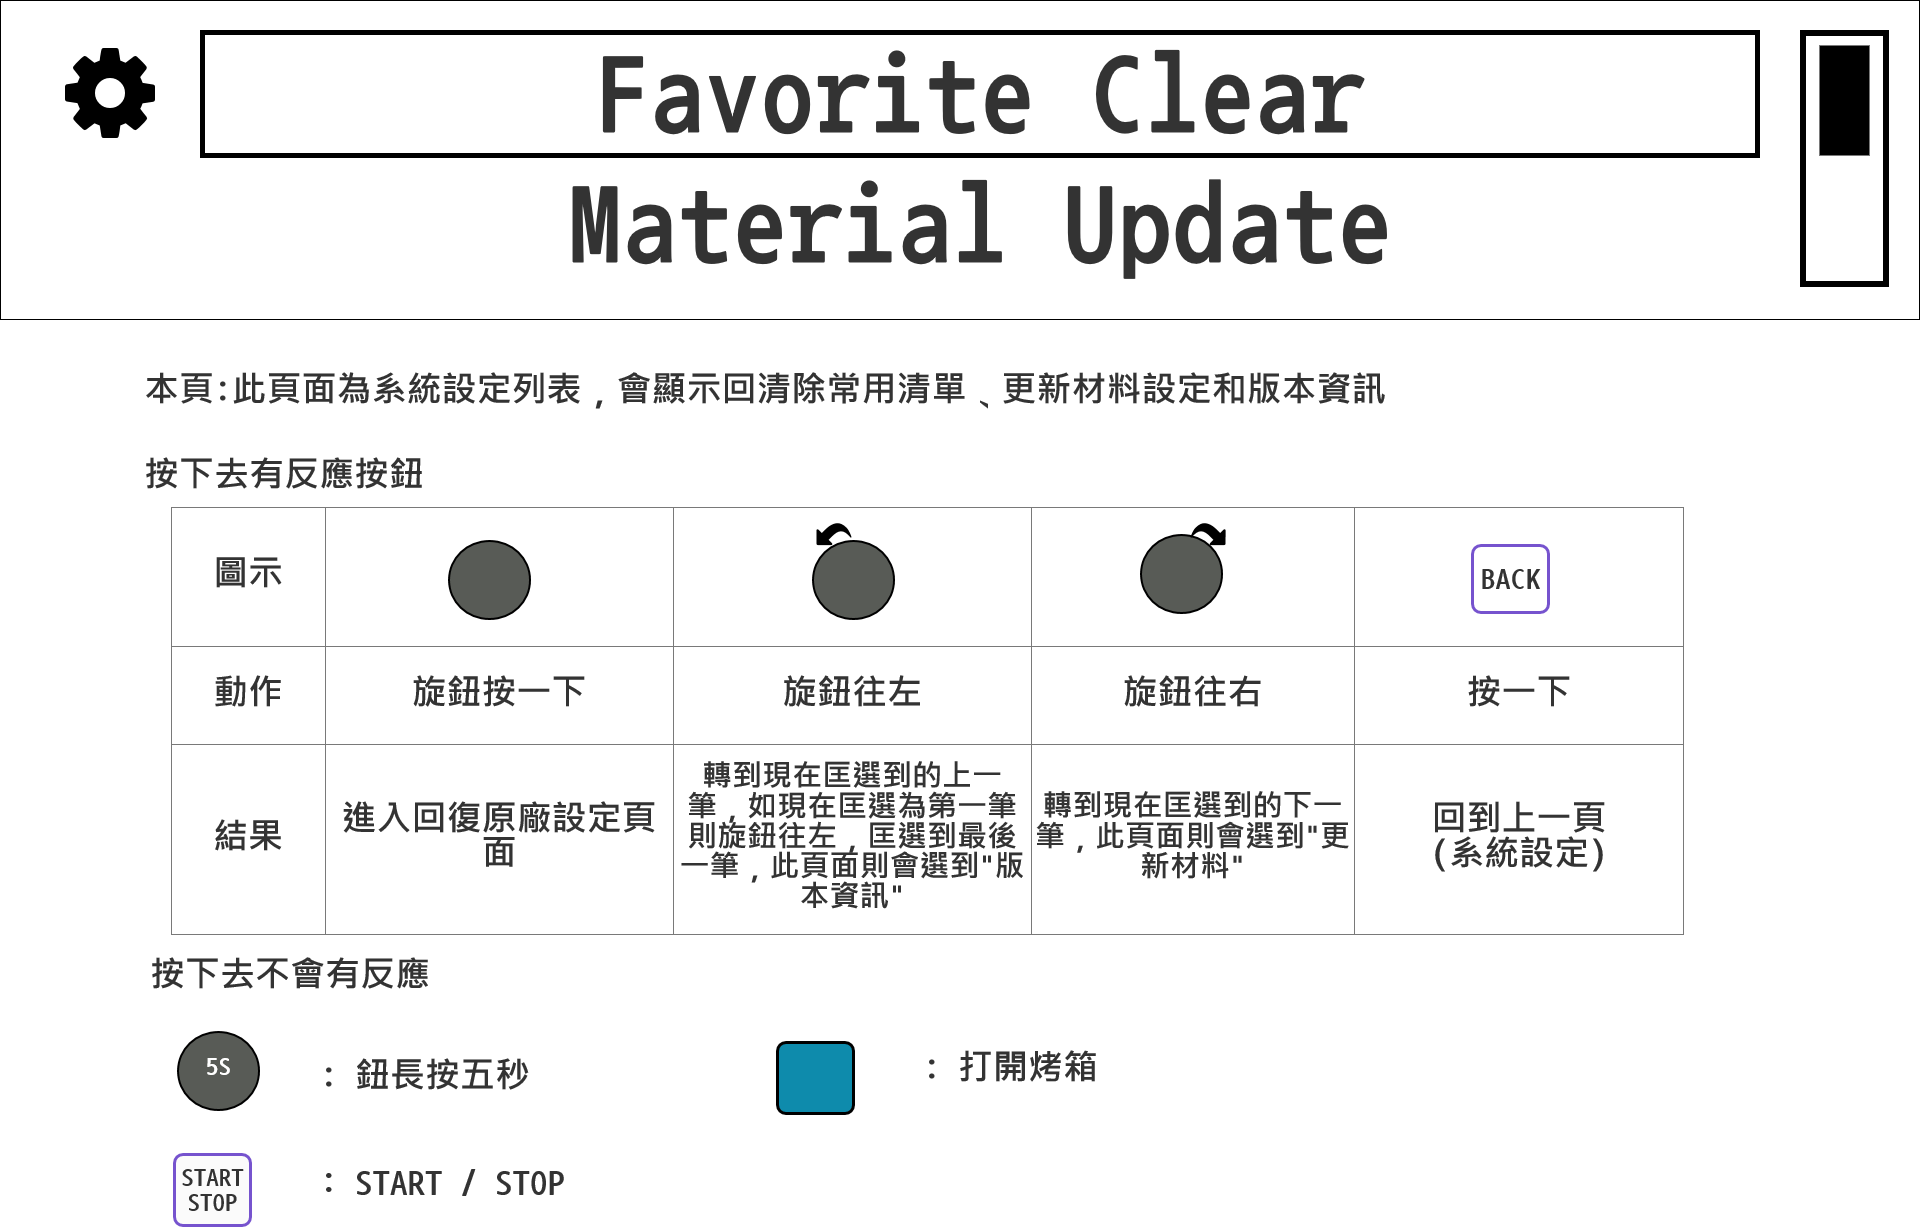 Favorite Clear
Material Update
本頁:此頁面為系統設定列表，會顯示回清除常用清單、更新材料設定和版本資訊
按下去有反應按鈕
圖示
BACK
動作
旋鈕按一下
旋鈕往左
旋鈕往右
按一下
結果
進入回復原廠設定頁
面
轉到現在匡選到的上一
筆，如現在匡選為第一筆
則旋鈕往左，匡選到最後
一筆，此頁面則會選到"版
本資訊"
轉到現在匡選到的下一
筆，此頁面則會選到"更
新材料"
回到上一頁
(系統設定)
按下去不會有反應
5S
: 鈕長按五秒
: 打開烤箱
START
STOP
: START / STOP